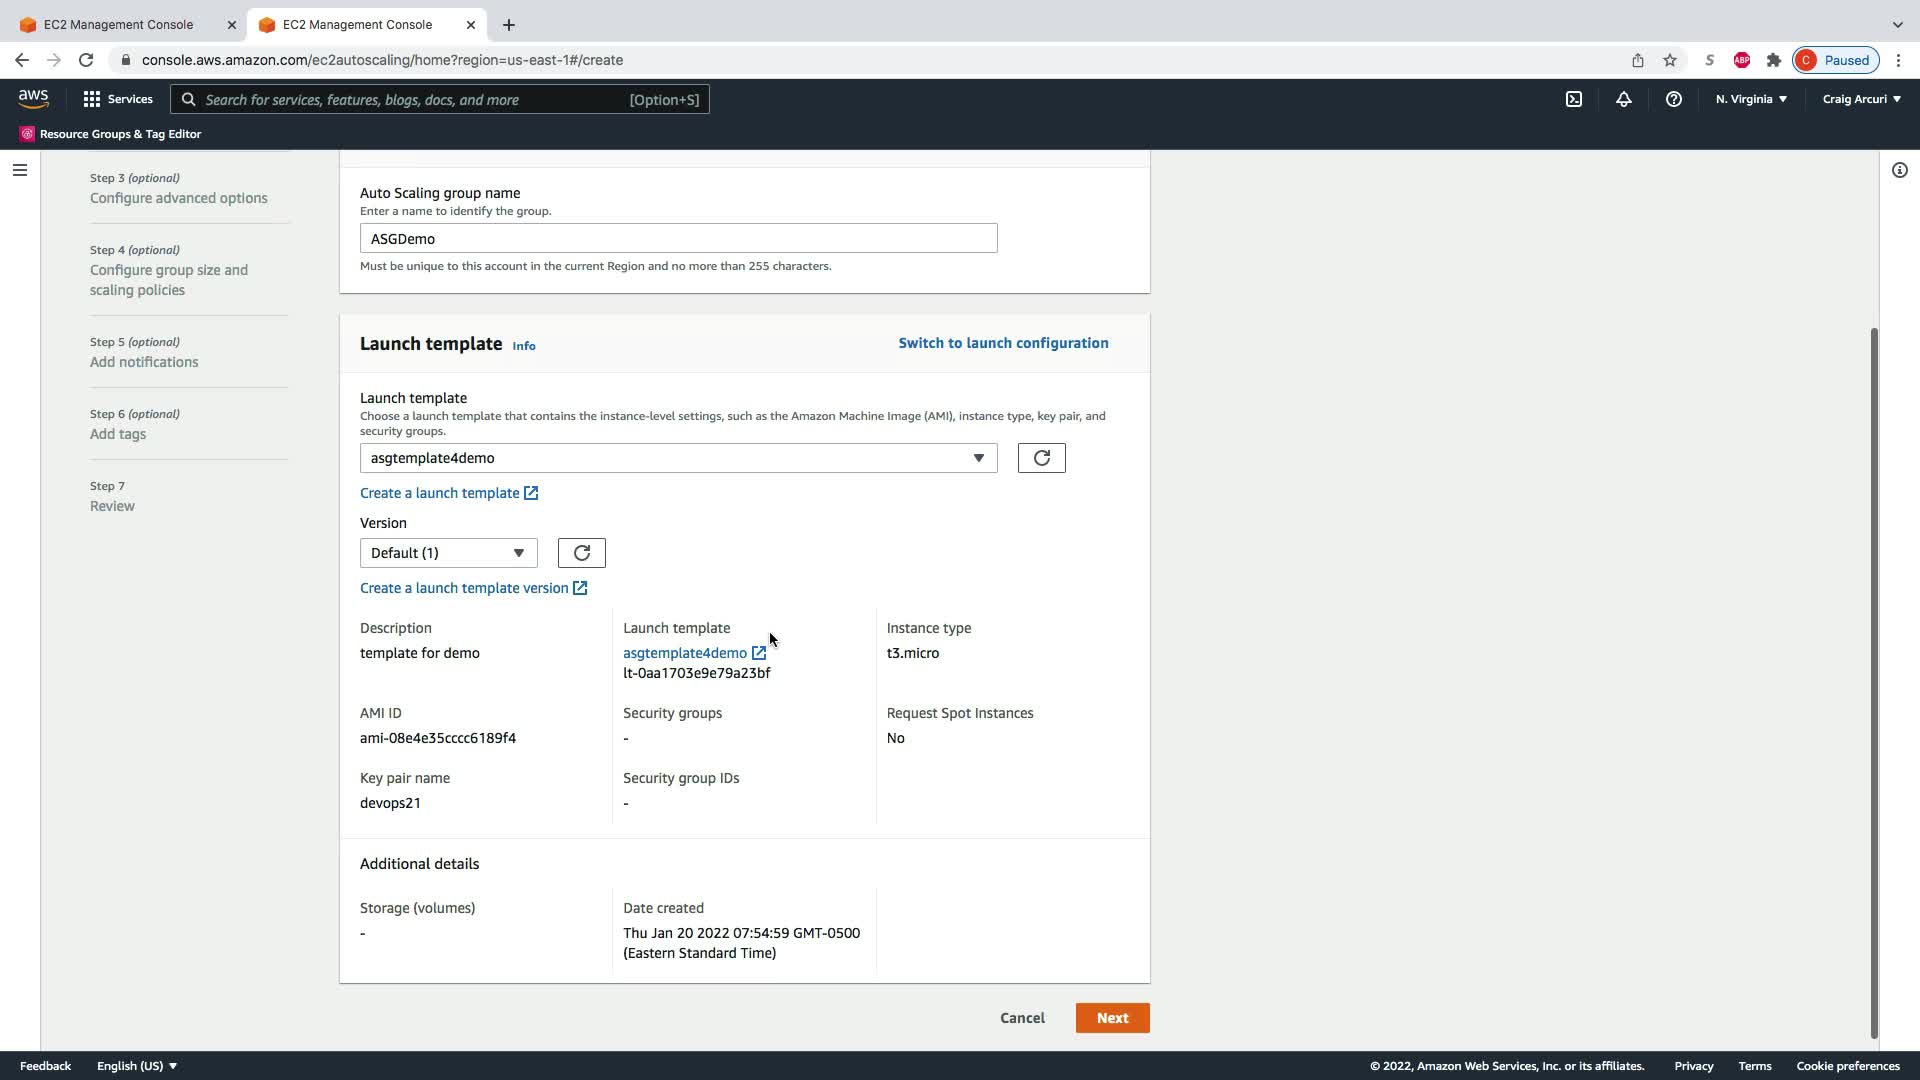 EC2 Management Console
EC2 Management Console
console.aws.amazon.com/ec2autoscaling/home?region=us-east-1#/create
S
ABP
C Paused
aws
Services
Search for services, features, blogs, docs, and more [Option+S]
N. Virginia
Craig Arcuri
Resource Groups & Tag Editor
Step 3 (optional)
Configure advanced options
Step 4 (optional)
Configure group size and
scaling policies
Step 5 (optional)
Add notifications
Step 6 (optional)
Add tags
Step 7
Review
Auto Scaling group name
Enter a name to identify the group.
ASGDemo
Must be unique to this account in the current Region and no more than 255 characters.
Launch template Info
Switch to launch configuration
Launch template
Choose a launch template that contains the instance-level settings, such as the Amazon Machine Image (AMI), instance type, key pair, and
security groups.
asgtemplate4demo
Create a launch template
Version
Default (1)
Create a launch template version
Description
template for demo
Launch template
asgtemplate4demo
lt-0aa1703e9e79a23bf
Instance type
t3.micro
AMI ID
ami-08e4e35cccc6189f4
Security groups
-
Request Spot Instances
No
Key pair name
devops21
Security group IDs
-
Additional details
Storage (volumes)
-
Date created
Thu Jan 20 2022 07:54:59 GMT-0500
(Eastern Standard Time)
Cancel
Next
Feedback
English (US)
© 2022, Amazon Web Services, Inc. or its affiliates.
Privacy
Terms
Cookie preferences